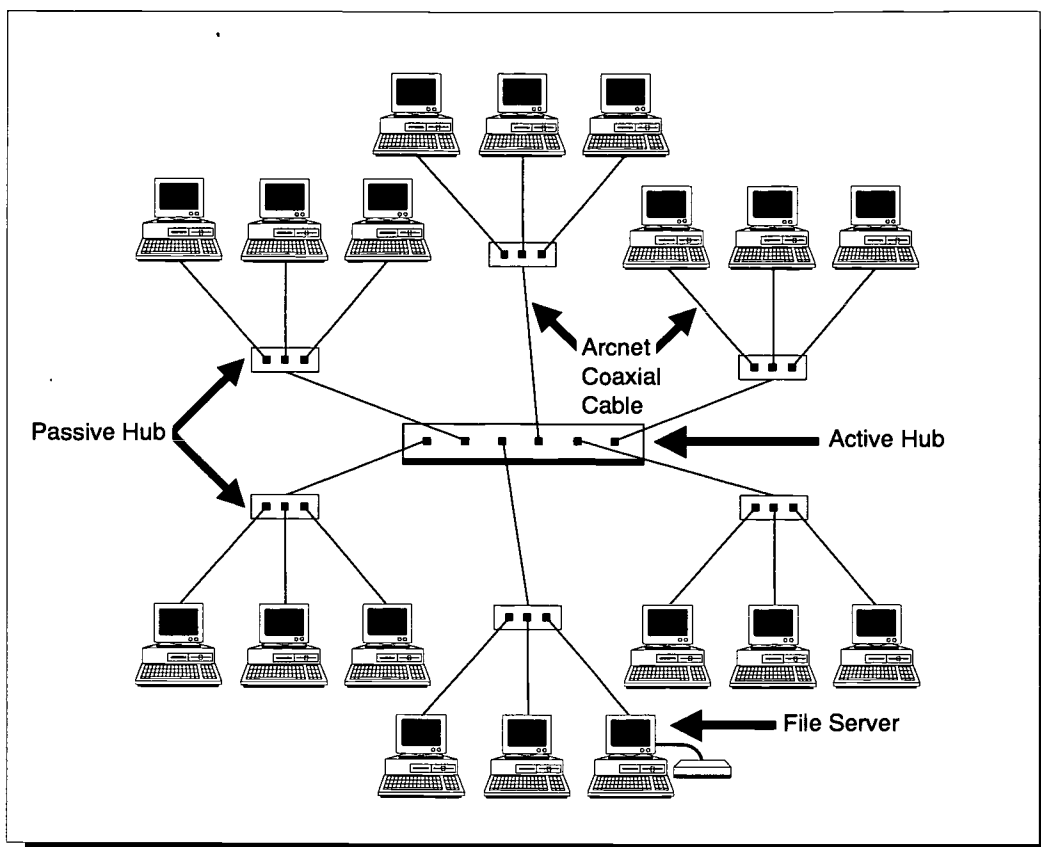 Arcnet
Coaxial
Cable
Passive Hub
Active Hub
File Server